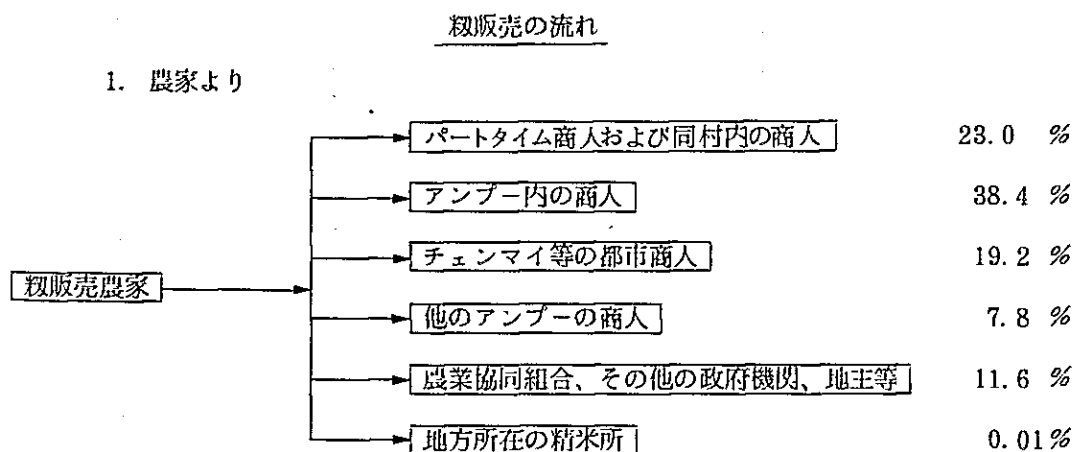 籾販売の流れ
1. 農家より
パートタイム商人および同村内の商人 23.0 %
アンプー内の商人 38.4 %
チェンマイ等の都市商人 19.2 %
籾販売農家
他のアンプーの商人 7.8 %
農業協同組合、その他の政府機関、地主等 11.6 %
地方所在の精米所 0.01%